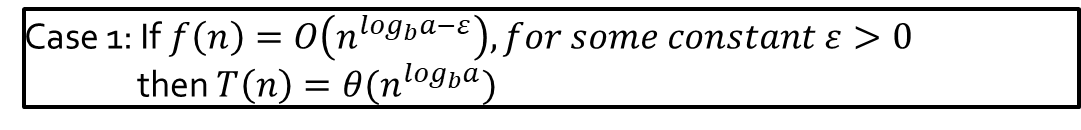 Case 1: If f(n) = O(n^{log_b a−ε}), for some constant ε > 0
then T(n) = θ(n^{log_b a})